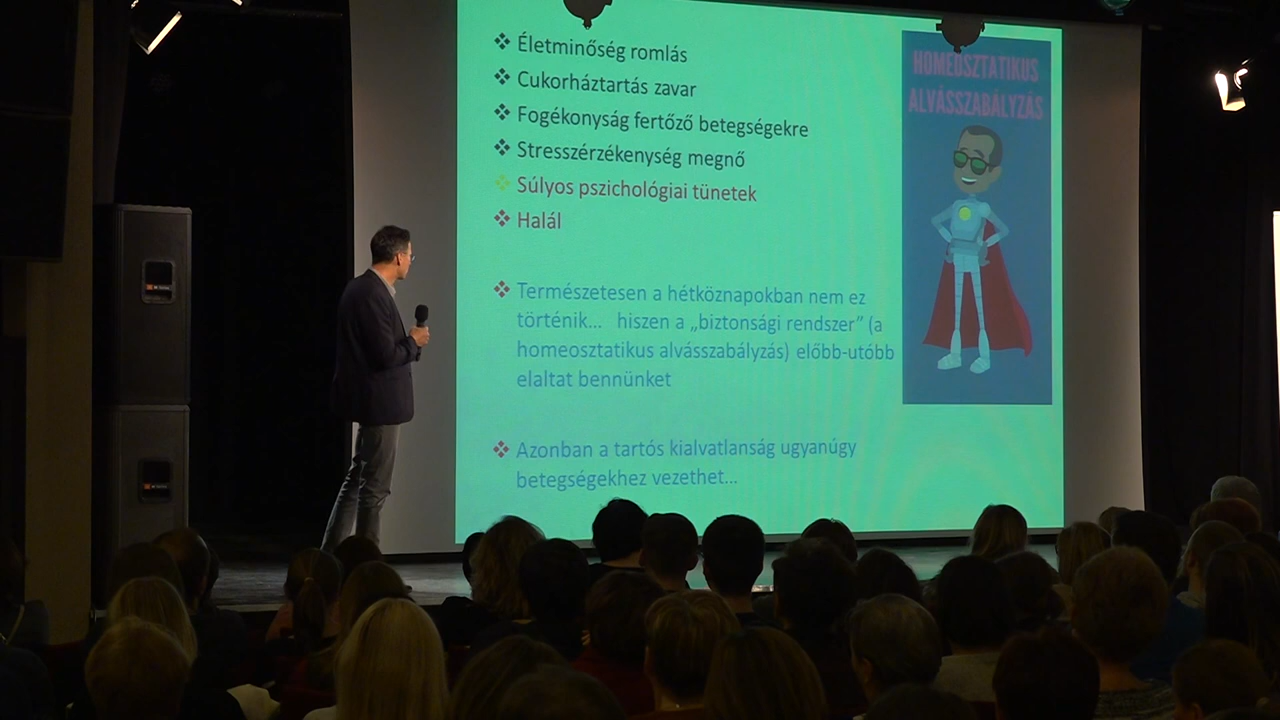 Életminőség romlás
Cukorháztartás zavar
Fogékonyság fertőző betegségekre
Stresszérzékenység megnő
Súlyos pszichológiai tünetek
Halál
Természetesen a hétköznapokban nem ez
történik... hiszen a „biztonsági rendszer” (a
homeosztatikus alvásszabályzás) előbb-utóbb
elaltat bennünket
Azonban a tartós kialvatlanság ugyanúgy
betegségekhez vezethet...
HOMEOSZTATIKUS
ALVÁSSZABÁLYZÁS